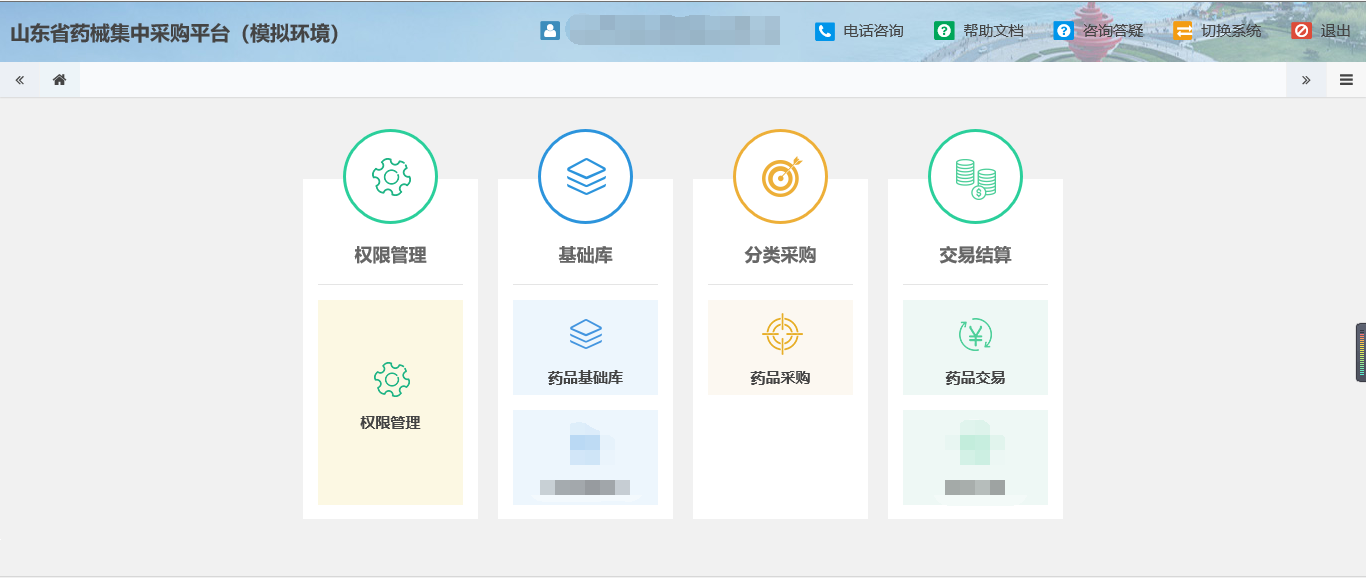 山东省药械集中采购平台（模拟环境）
电话咨询 帮助文档 咨询答疑 切换系统 退出
权限管理 基础库 分类采购 交易结算
药品基础库 药品采购 药品交易
权限管理